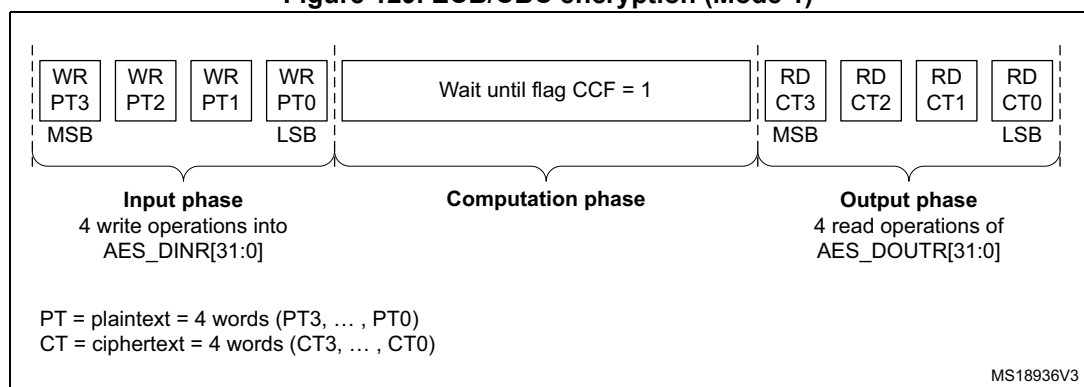 Figure 129. ECB/CBC encryption (Mode 1)
WR WR WR WR
PT3 PT2 PT1 PT0
MSB LSB
Wait until flag CCF = 1
RD RD RD RD
CT3 CT2 CT1 CT0
MSB LSB
Input phase
4 write operations into
AES_DINR[31:0]
Computation phase
Output phase
4 read operations of
AES_DOUTR[31:0]
PT = plaintext = 4 words (PT3, … , PT0)
CT = ciphertext = 4 words (CT3, … , CT0)
MS18936V3